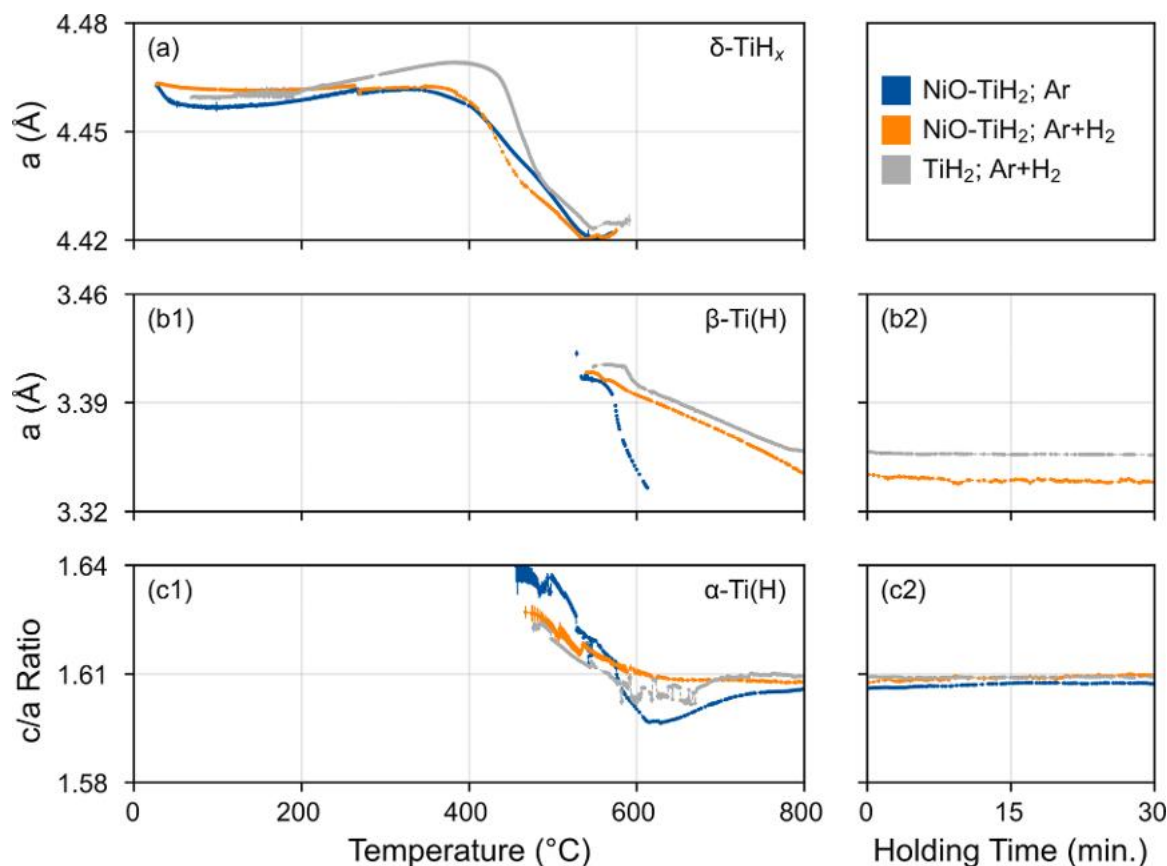 4.48
(a)
δ-TiHₓ
a (Å)
4.45
4.42
NiO-TiH₂; Ar
NiO-TiH₂; Ar+H₂
TiH₂; Ar+H₂
3.46
(b1)
β-Ti(H)
(b2)
a (Å)
3.39
3.32
1.64
(c1)
α-Ti(H)
(c2)
c/a Ratio
1.61
1.58
0 200 400 600 800
0 15 30
Temperature (°C)
Holding Time (min.)